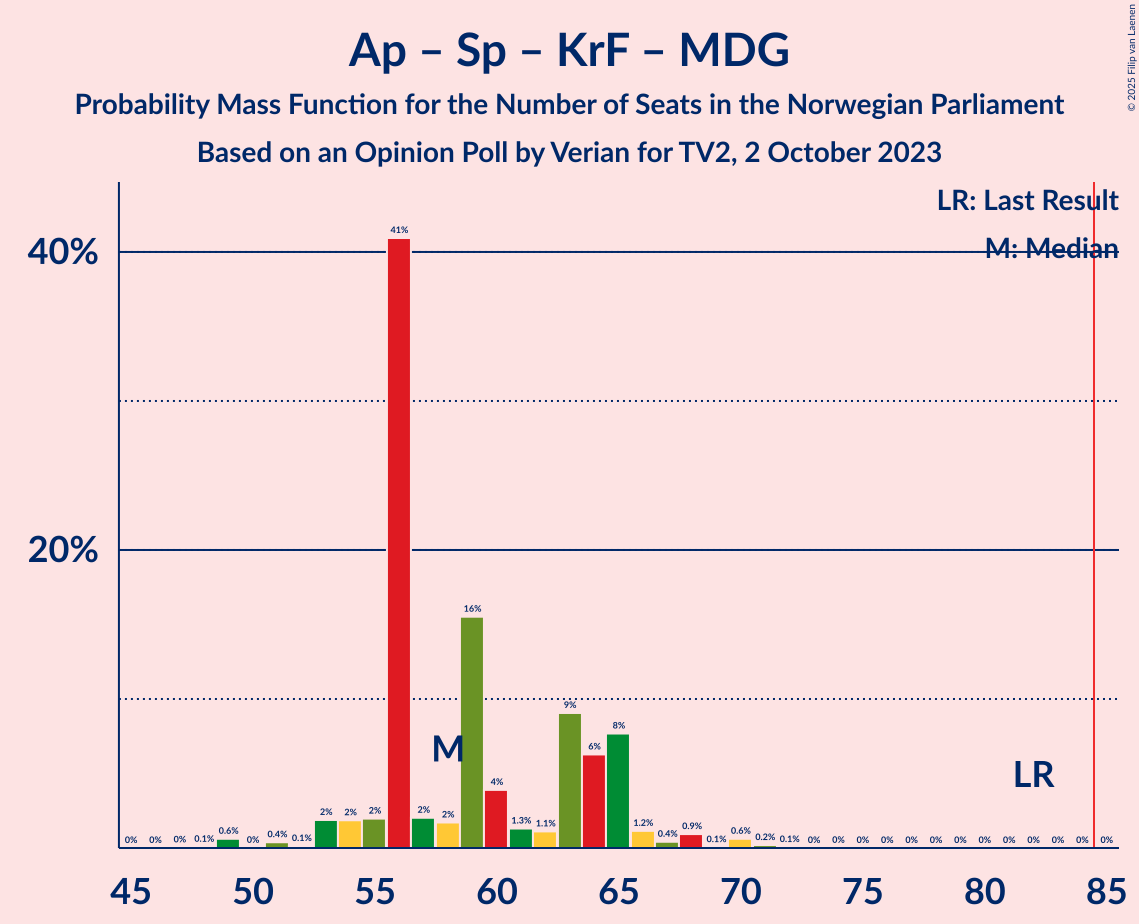 © 2025 Filip van Laenen
Ap – Sp – KrF – MDG
Probability Mass Function for the Number of Seats in the Norwegian Parliament
Based on an Opinion Poll by Verian for TV2, 2 October 2023
LR: Last Result
M: Median
40%
20%
0% 0% 0% 0.1% 0.6% 0% 0.4% 0.1% 2% 2% 2% 41% 2% 2% 16% 4% 1.3% 1.1% 9% 6% 8% 1.2% 0.4% 0.9% 0.1% 0.6% 0.2% 0.1% 0% 0% 0% 0% 0% 0% 0% 0% 0% 0% 0% 0% 0%
M
LR
45 50 55 60 65 70 75 80 85